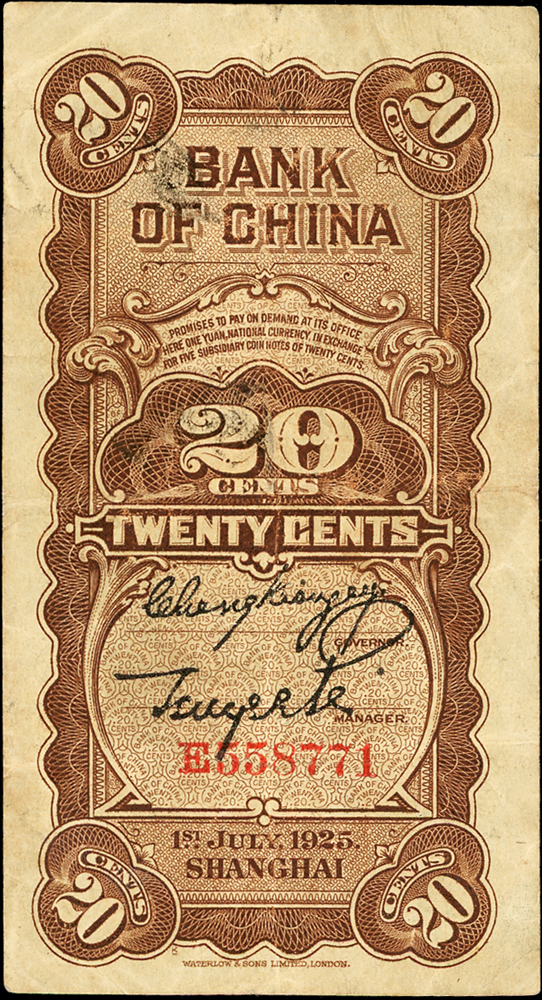 20 CENTS
20 CENTS
BANK
OF CHINA
PROMISES TO PAY ON DEMAND AT ITS OFFICE
HERE ONE YUAN, NATIONAL CURRENCY, IN EXCHANGE
FOR FIVE SUBSIDIARY COIN NOTES OF TWENTY CENTS.
20
CENTS
TWENTY CENTS
GOVERNOR.
MANAGER.
E558771
1ST JULY, 1925.
SHANGHAI
20 CENTS
20 CENTS
WATERLOW & SONS LIMITED, LONDON.